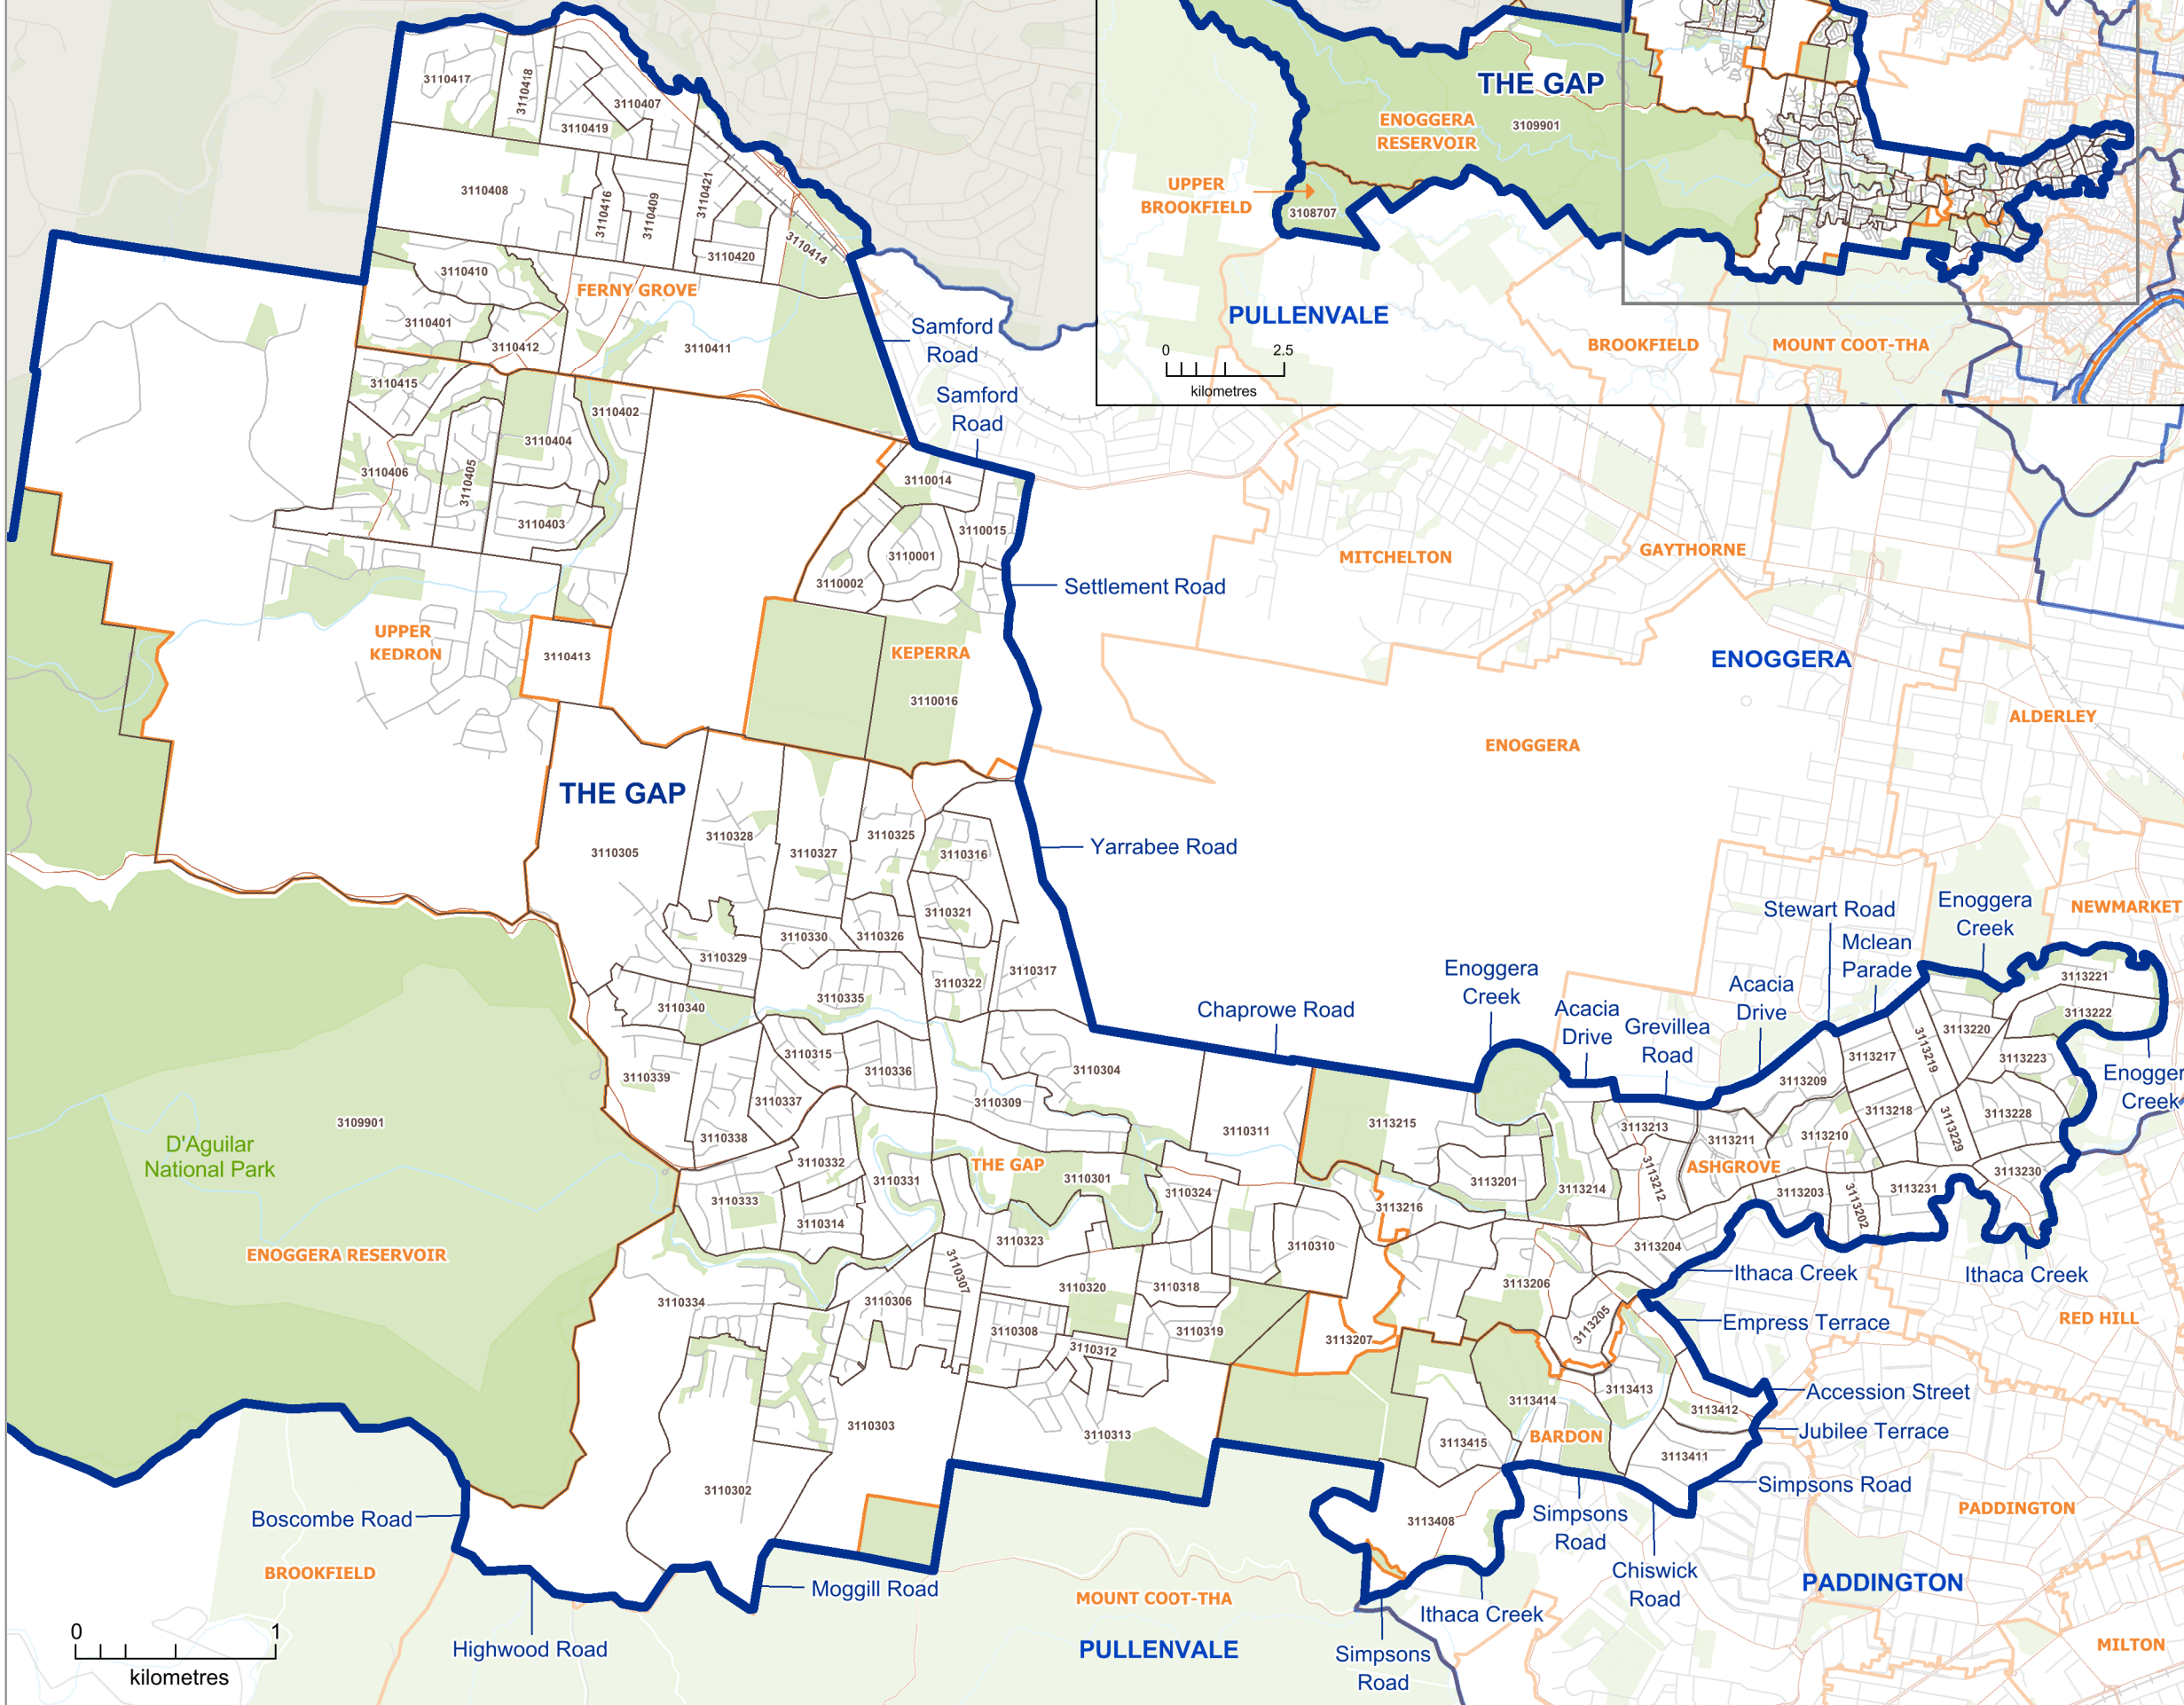 THE GAP
ENOGGERA
RESERVOIR
3109901
UPPER
BROOKFIELD
3108707
PULLENVALE
BROOKFIELD
MOUNT COOT-THA
0
2.5
kilometres
3110417
3110418
3110407
3110419
3110408
3110416
3110409
3110421
3110420
3110414
3110410
FERNY GROVE
3110401
3110412
3110411
Samford
Road
3110415
3110402
Samford
Road
3110404
3110406
3110405
3110403
3110014
3110015
3110001
3110002
Settlement Road
MITCHELTON
GAYTHORNE
UPPER
KEDRON
3110413
KEPERRA
3110016
ENOGGERA
ALDERLEY
ENOGGERA
THE GAP
3110305
3110328
3110327
3110325
3110316
Yarrabee Road
3110321
3110330
3110326
3110329
3110322
3110317
3110340
3110335
Stewart Road
Mclean
Parade
Enoggera
Creek
NEWMARKET
Enoggera
Creek
Acacia
Drive
Grevillea
Road
Acacia
Drive
Chaprowe Road
3113221
3113222
3113220
3113219
3113217
3113223
3113209
3113218
3113229
3113228
Enogger
Creek
3110315
3110336
3110304
3110339
3110337
3110309
3110338
3110311
3113215
3113213
3113211
3113210
3113212
ASHGROVE
3113230
3109901
D'Aguilar
National Park
3110332
THE GAP
3110301
3110331
3110333
3110324
3113201
3113214
3113203
3113202
3113231
3113216
3110314
3110323
3110310
3113204
ENOGGERA RESERVOIR
3110307
3110320
3110318
3113206
Ithaca Creek
Ithaca Creek
3110334
3110306
3110308
3110319
3113207
3113205
Empress Terrace
RED HILL
3110312
3113413
3113414
3113412
Accession Street
3110303
3110313
BARDON
3113415
3113411
Jubilee Terrace
3110302
Simpsons Road
Boscombe Road
3113408
Simpsons
Road
PADDINGTON
BROOKFIELD
Moggill Road
MOUNT COOT-THA
Chiswick
Road
PADDINGTON
Ithaca Creek
0
1
kilometres
Highwood Road
PULLENVALE
Simpsons
Road
MILTON